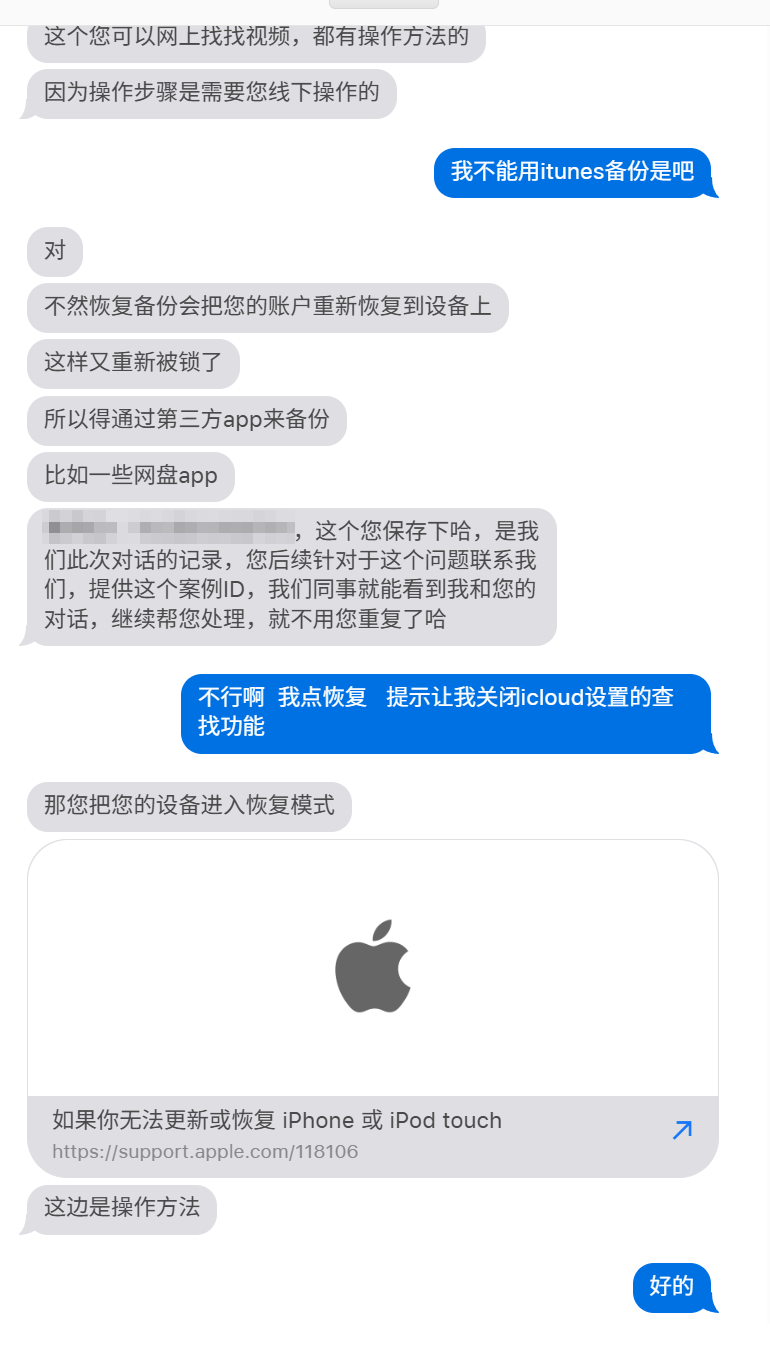 这个您可以网上找找视频，都有操作方法的
因为操作步骤是需要您线下操作的
我不能用itunes备份是吧
对
不然恢复备份会把您的账户重新恢复到设备上
这样又重新被锁了
所以得通过第三方app来备份
比如一些网盘app
，这个您保存下哈，是我
们此次对话的记录，您后续针对于这个问题联系我
们，提供这个案例ID，我们同事就能看到我和您的
对话，继续帮您处理，就不用您重复了哈
不行啊 我点恢复 提示让我关闭icloud设置的查
找功能
那您把您的设备进入恢复模式
如果你无法更新或恢复 iPhone 或 iPod touch
https://support.apple.com/118106
这边是操作方法
好的